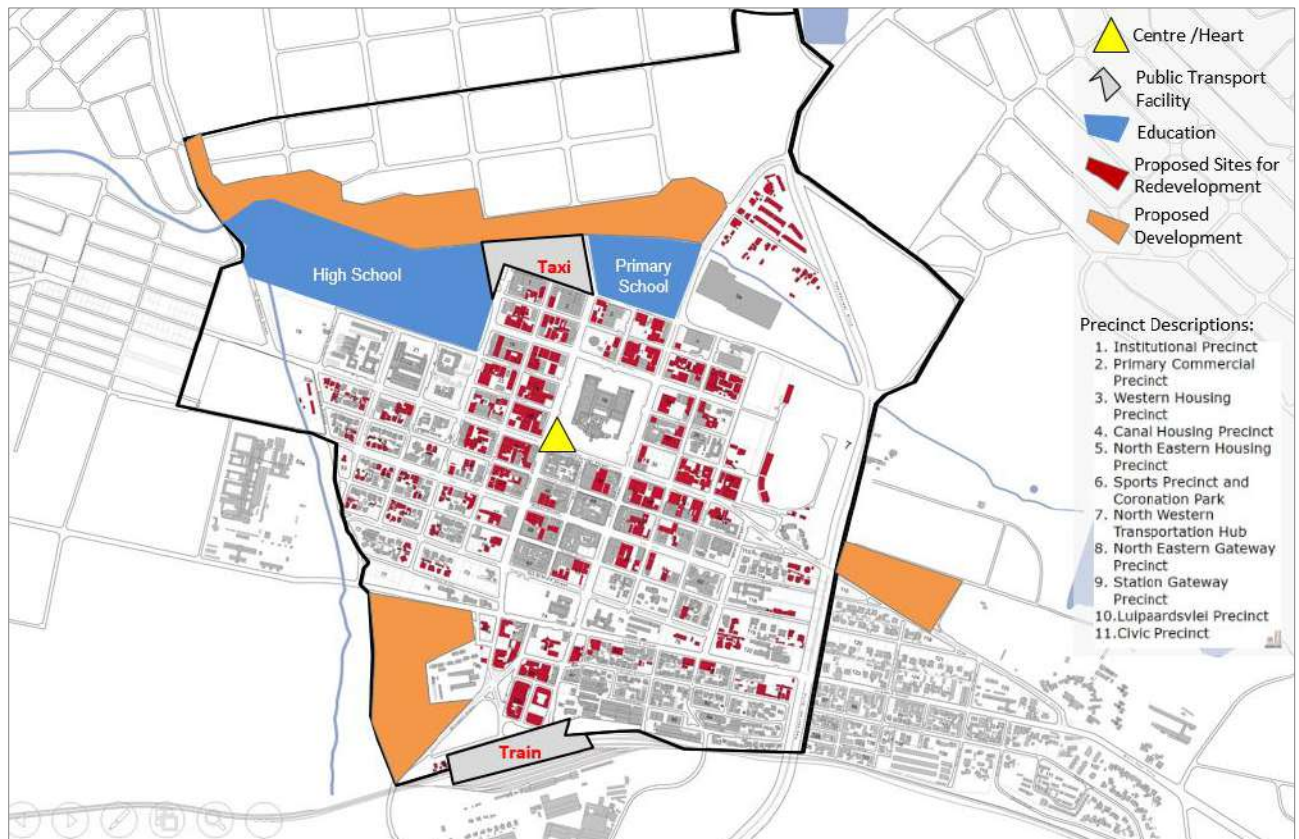 Centre /Heart
Public Transport
Facility
Education
Proposed Sites for
Redevelopment
Proposed
Development
High School
Taxi
Primary
School
Train
Precinct Descriptions:
1. Institutional Precinct
2. Primary Commercial
Precinct
3. Western Housing
Precinct
4. Canal Housing Precinct
5. North Eastern Housing
Precinct
6. Sports Precinct and
Coronation Park
7. North Western
Transportation Hub
8. North Eastern Gateway
Precinct
9. Station Gateway
Precinct
10.Luipaardsvlei Precinct
11.Civic Precinct